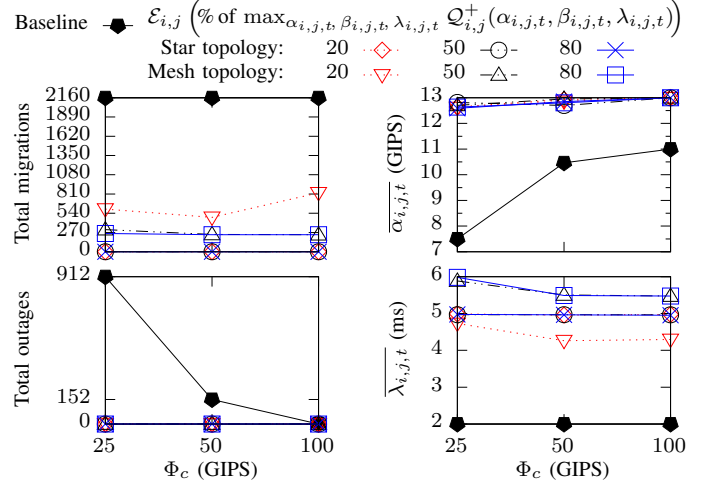 Baseline ℰ_{i,j} (% of max_{α_{i,j,t}, β_{i,j,t}, λ_{i,j,t}} 𝒬⁺_{i,j}(α_{i,j,t}, β_{i,j,t}, λ_{i,j,t}))
Star topology: 20 50 80
Mesh topology: 20 50 80
Total migrations
2160
1890
1620
1350
1080
810
540
270
0
\overline{α_{i,j,t}} (GIPS)
13
12
11
10
9
8
7
Total outages
912
152
0
25 50 100
Φ_c (GIPS)
\overline{λ_{i,j,t}} (ms)
6
5
4
3
2
25 50 100
Φ_c (GIPS)